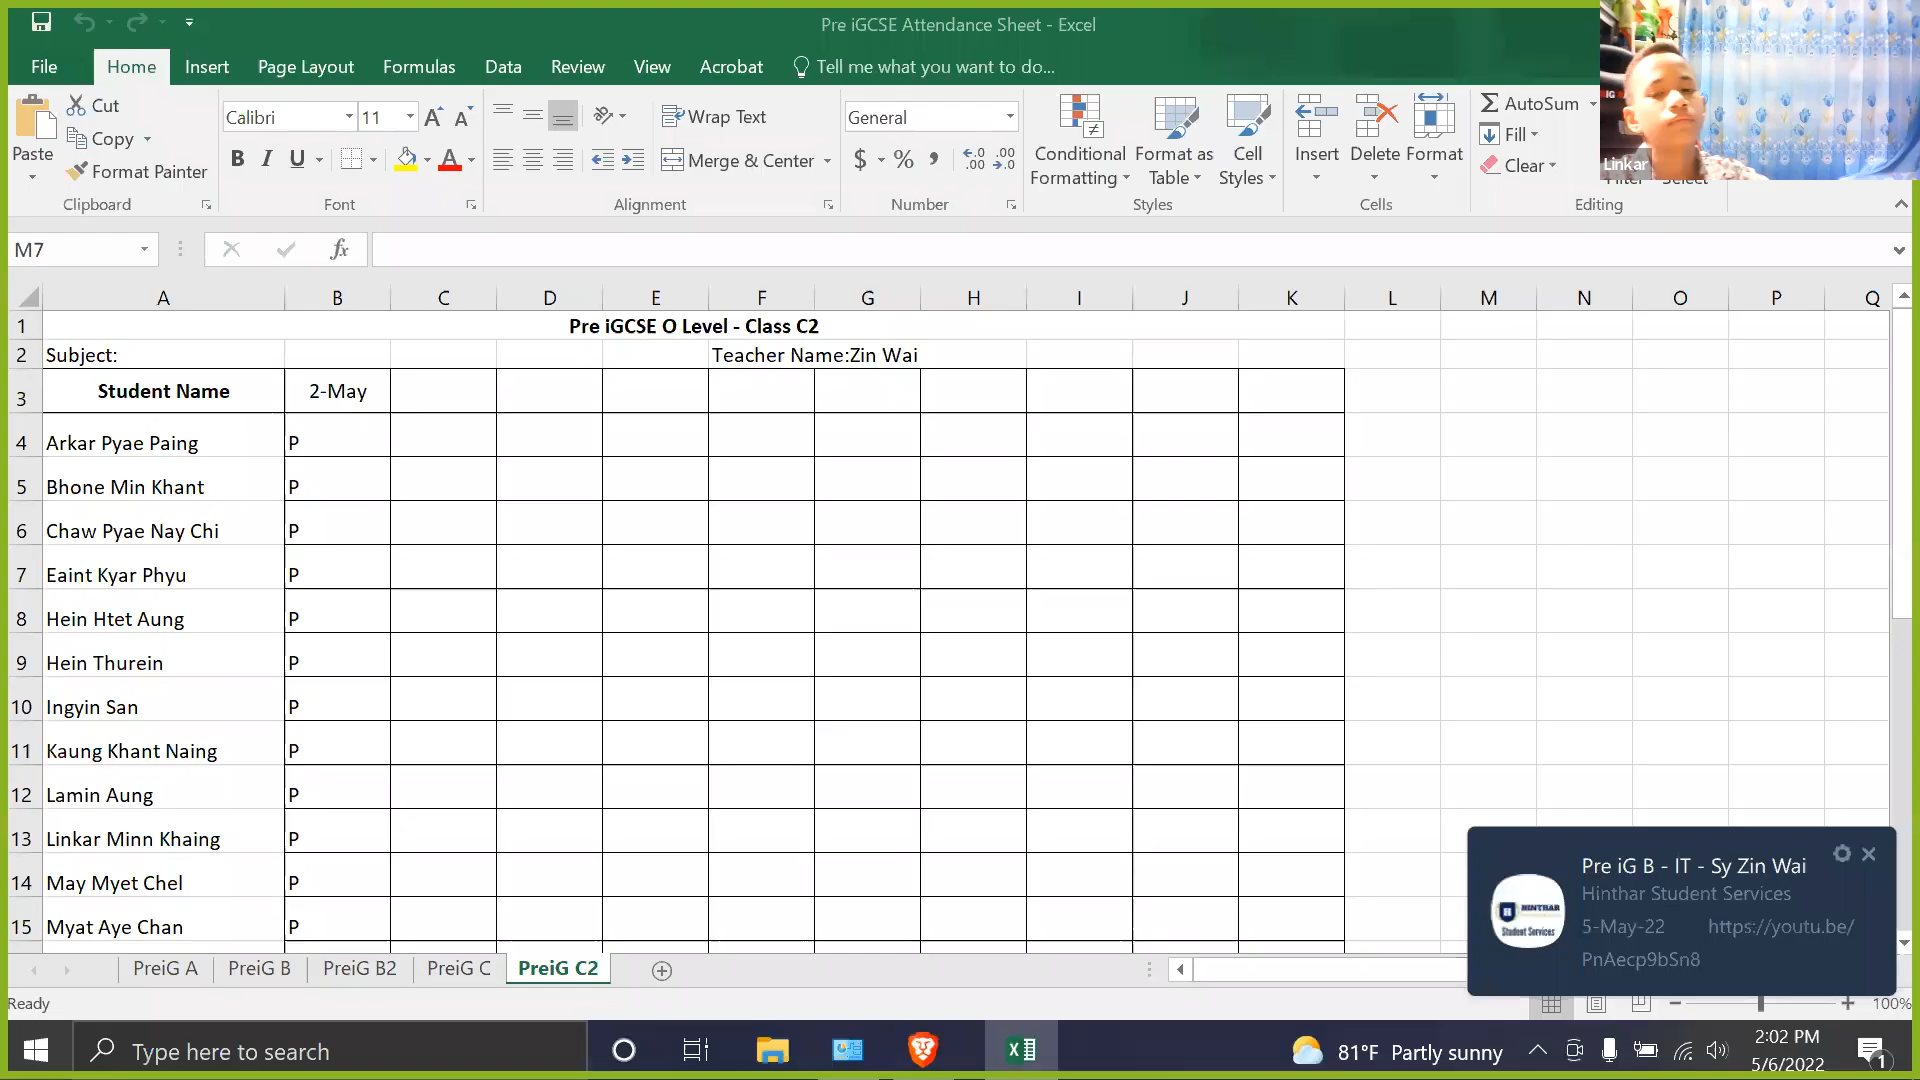 Pre iGCSE Attendance Sheet - Excel
File Home Insert Page Layout Formulas Data Review View Acrobat Tell me what you want to do...
Paste
Cut
Copy
Format Painter
Clipboard
Calibri 11
B I U
Font
Wrap Text
Merge & Center
Alignment
General
$ % ,
Number
Conditional Formatting
Format as Table
Cell Styles
Styles
Insert
Delete
Format
Cells
AutoSum
Fill
Clear
Editing
Linkar
M7
fx
A B C D E F G H I J K L M N O P Q
1 Pre iGCSE O Level - Class C2
2 Subject: Teacher Name:Zin Wai
3 Student Name 2-May
4 Arkar Pyae Paing P
5 Bhone Min Khant P
6 Chaw Pyae Nay Chi P
7 Eaint Kyar Phyu P
8 Hein Htet Aung P
9 Hein Thurein P
10 Ingyin San P
11 Kaung Khant Naing P
12 Lamin Aung P
13 Linkar Minn Khaing P
14 May Myet Chel P
15 Myat Aye Chan P
Pre iG B - IT - Sy Zin Wai
Hinthar Student Services
5-May-22 https://youtu.be/
PnAecp9bSn8
HINTHAR
Student Services
PreiG A PreiG B PreiG B2 PreiG C PreiG C2
Ready
100%
Type here to search
81°F Partly sunny
2:02 PM
5/6/2022
1